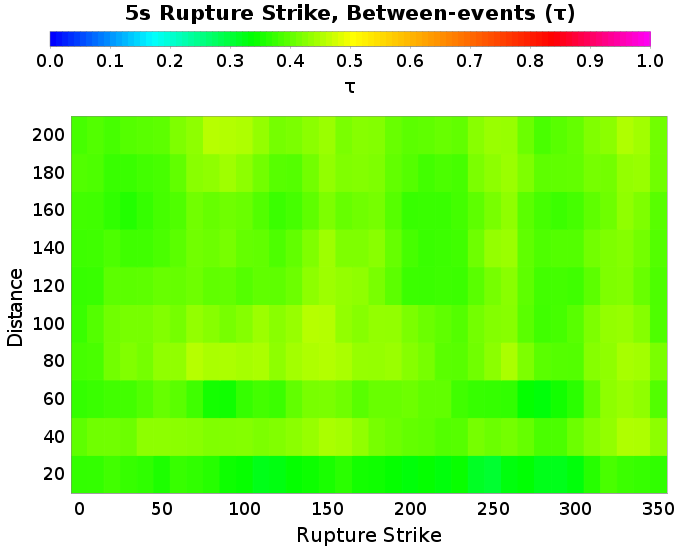 5s Rupture Strike, Between-events (τ)
0.0 0.1 0.2 0.3 0.4 0.5 0.6 0.7 0.8 0.9 1.0
τ
Distance
200
180
160
140
120
100
80
60
40
20
0 50 100 150 200 250 300 350
Rupture Strike